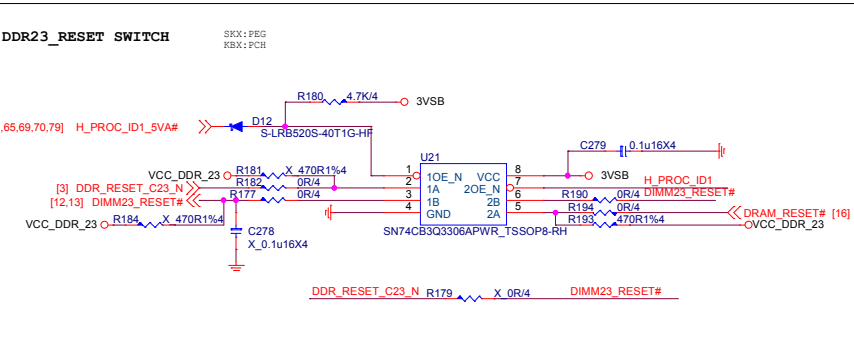 DDR23_RESET SWITCH
SKX:PEG
KBX:PCH
R180 4.7K/4
3VSB
,65,69,70,79] H_PROC_ID1_5VA#
D12
S-LRB520S-40T1G-HF
C279 0.1u16X4
U21
VCC_DDR_23 R181 X_470R1%4
1 1OE_N VCC 8
3VSB
[3] DDR_RESET_C23_N R182 0R/4
2 1A 2OE_N 7
H_PROC_ID1
[12,13] DIMM23_RESET# R177 0R/4
3 1B 2B 6
R190 0R/4 DIMM23_RESET#
4 GND 2A 5
R194 0R/4 DRAM_RESET# [16]
VCC_DDR_23 R184 X_470R1%4
R193 470R1%4 VCC_DDR_23
SN74CB3Q3306APWR_TSSOP8-RH
C278
X_0.1u16X4
DDR_RESET_C23_N R179 X_0R/4 DIMM23_RESET#